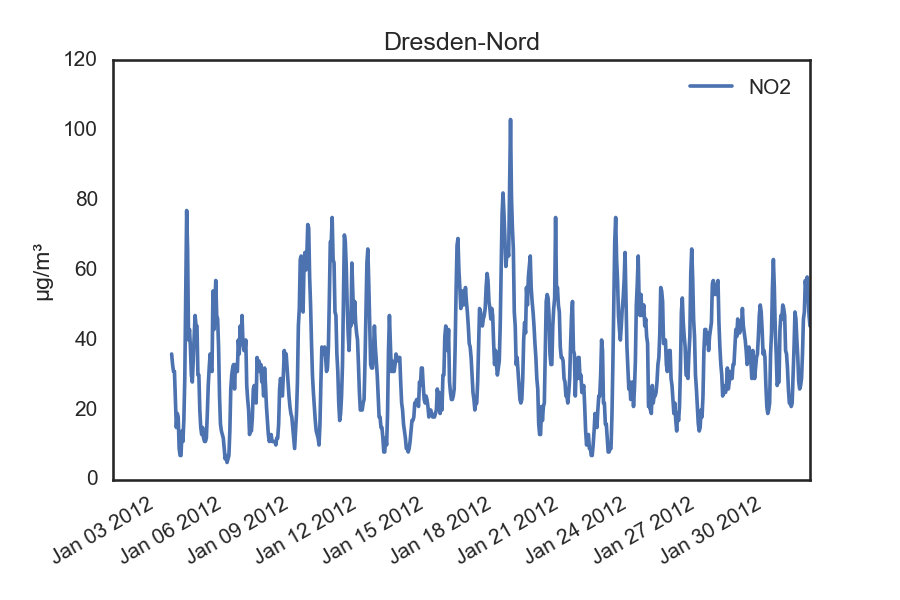 Dresden-Nord
120
100
80
60
40
20
0
µg/m³
NO2
Jan 03 2012
Jan 06 2012
Jan 09 2012
Jan 12 2012
Jan 15 2012
Jan 18 2012
Jan 21 2012
Jan 24 2012
Jan 27 2012
Jan 30 2012